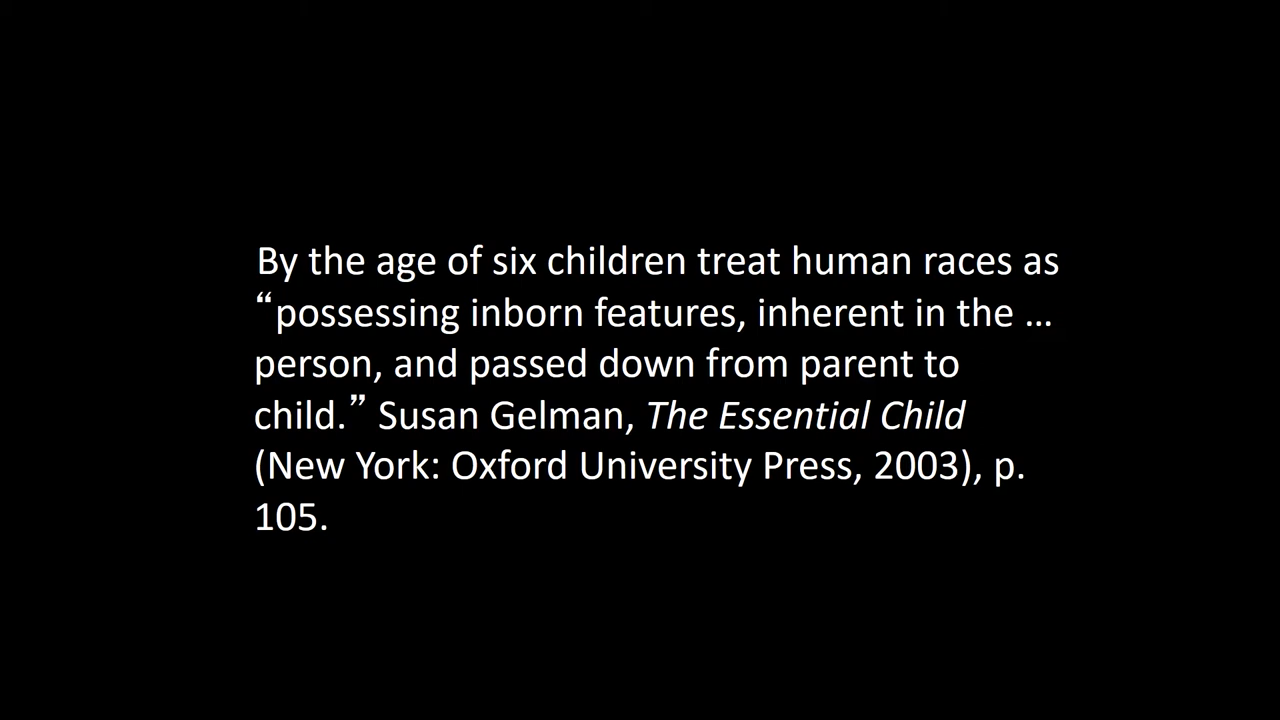 By the age of six children treat human races as
“possessing inborn features, inherent in the …
person, and passed down from parent to
child.” Susan Gelman, The Essential Child
(New York: Oxford University Press, 2003), p.
105.